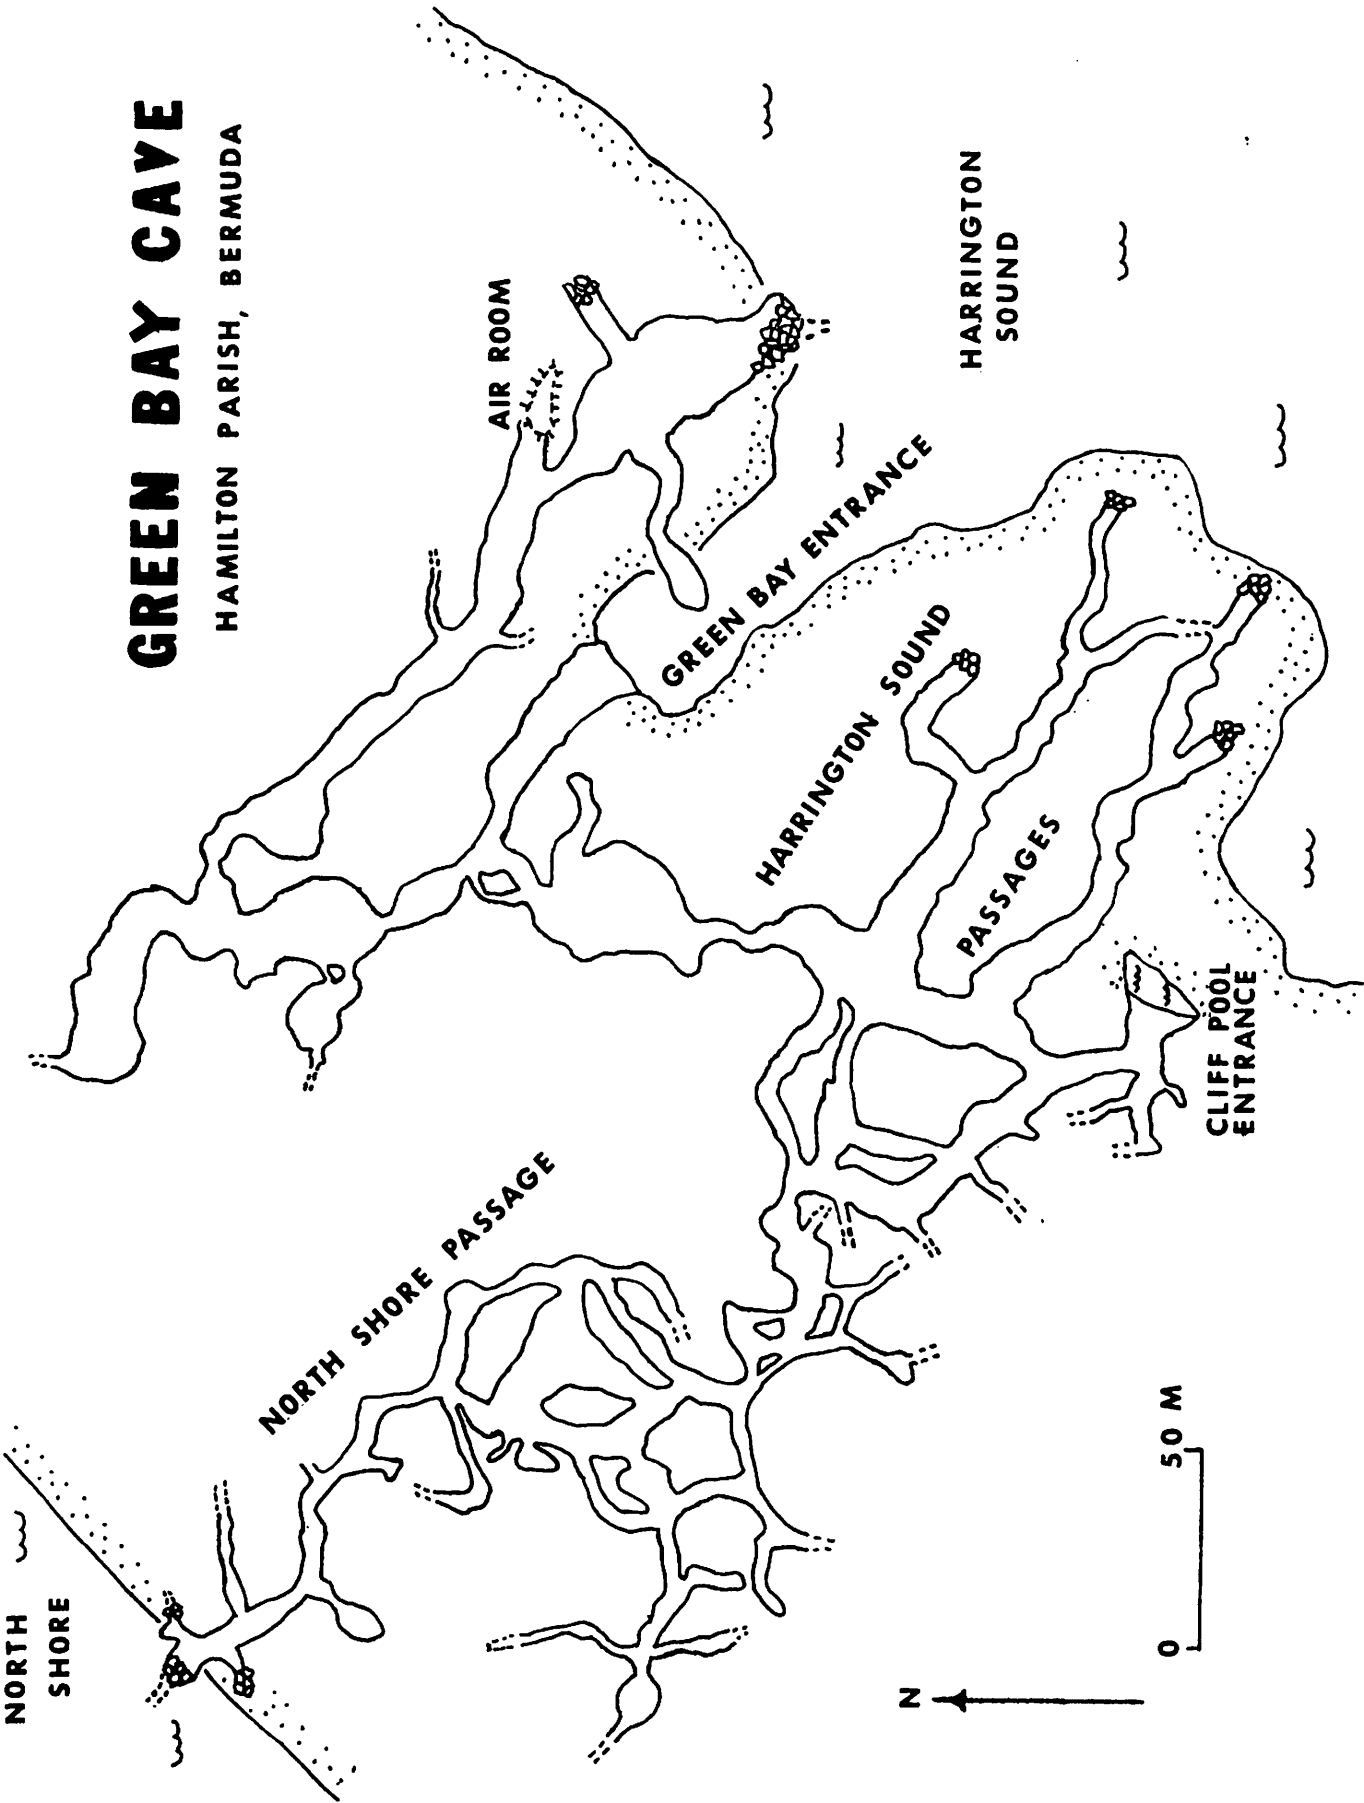 GREEN BAY CAVE
HAMILTON PARISH, BERMUDA
NORTH
SHORE
NORTH SHORE PASSAGE
AIR ROOM
GREEN BAY ENTRANCE
HARRINGTON
SOUND
HARRINGTON SOUND
PASSAGES
CLIFF POOL
ENTRANCE
N
0 50 M